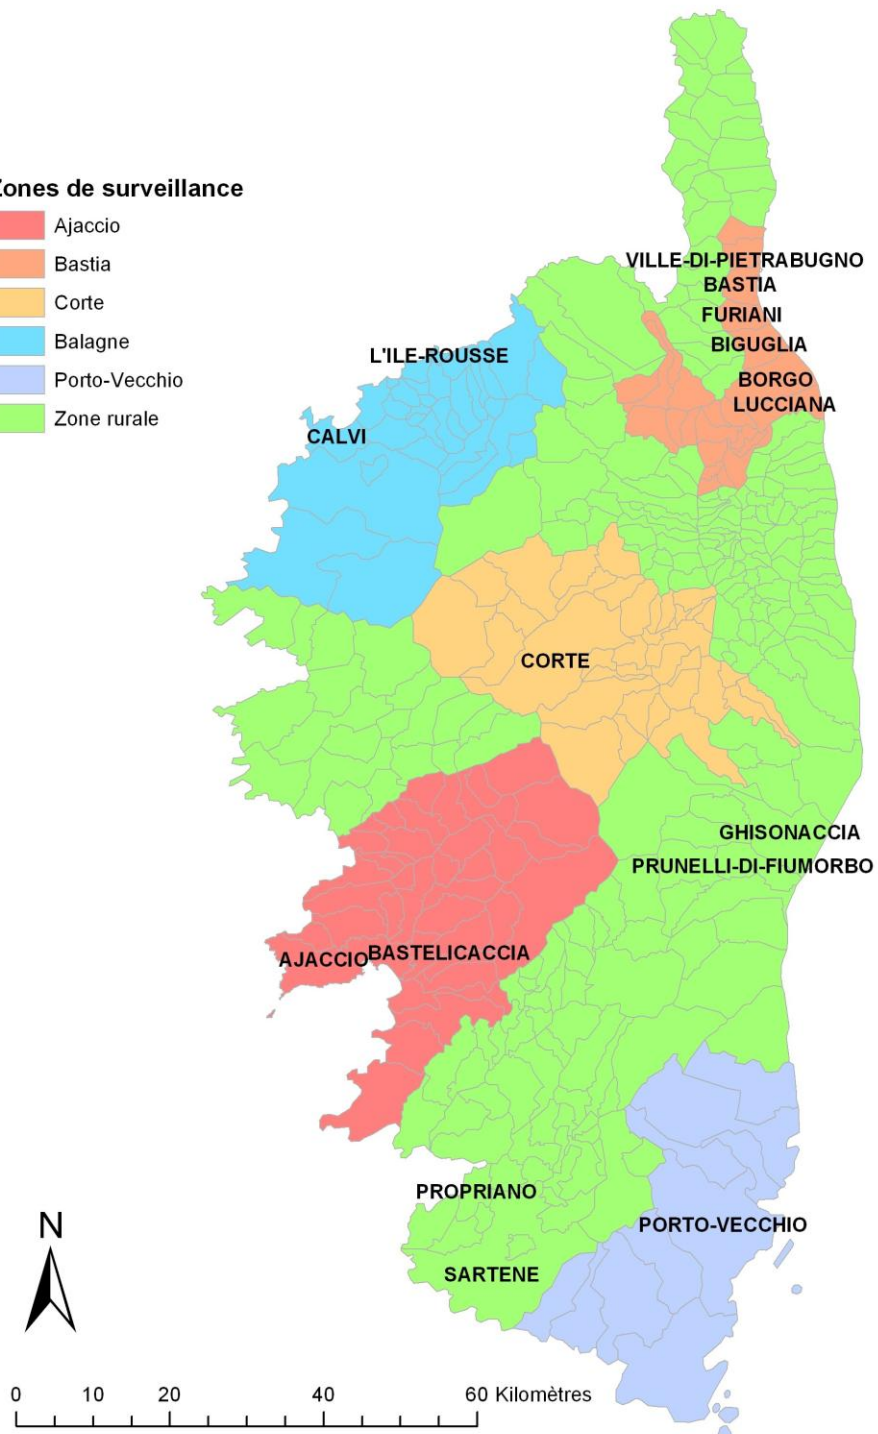 Zones de surveillance
Ajaccio
Bastia
Corte
Balagne
Porto-Vecchio
Zone rurale
VILLE-DI-PIETRABUGNO
BASTIA
FURIANI
BIGUGLIA
L'ILE-ROUSSE
BORGO
LUCCIANA
CALVI
CORTE
GHISONACCIA
PRUNELLI-DI-FIUMORBO
AJACCIO BASTELICACCIA
PROPRIANO
PORTO-VECCHIO
SARTENE
N
0 10 20 40 60 Kilomètres